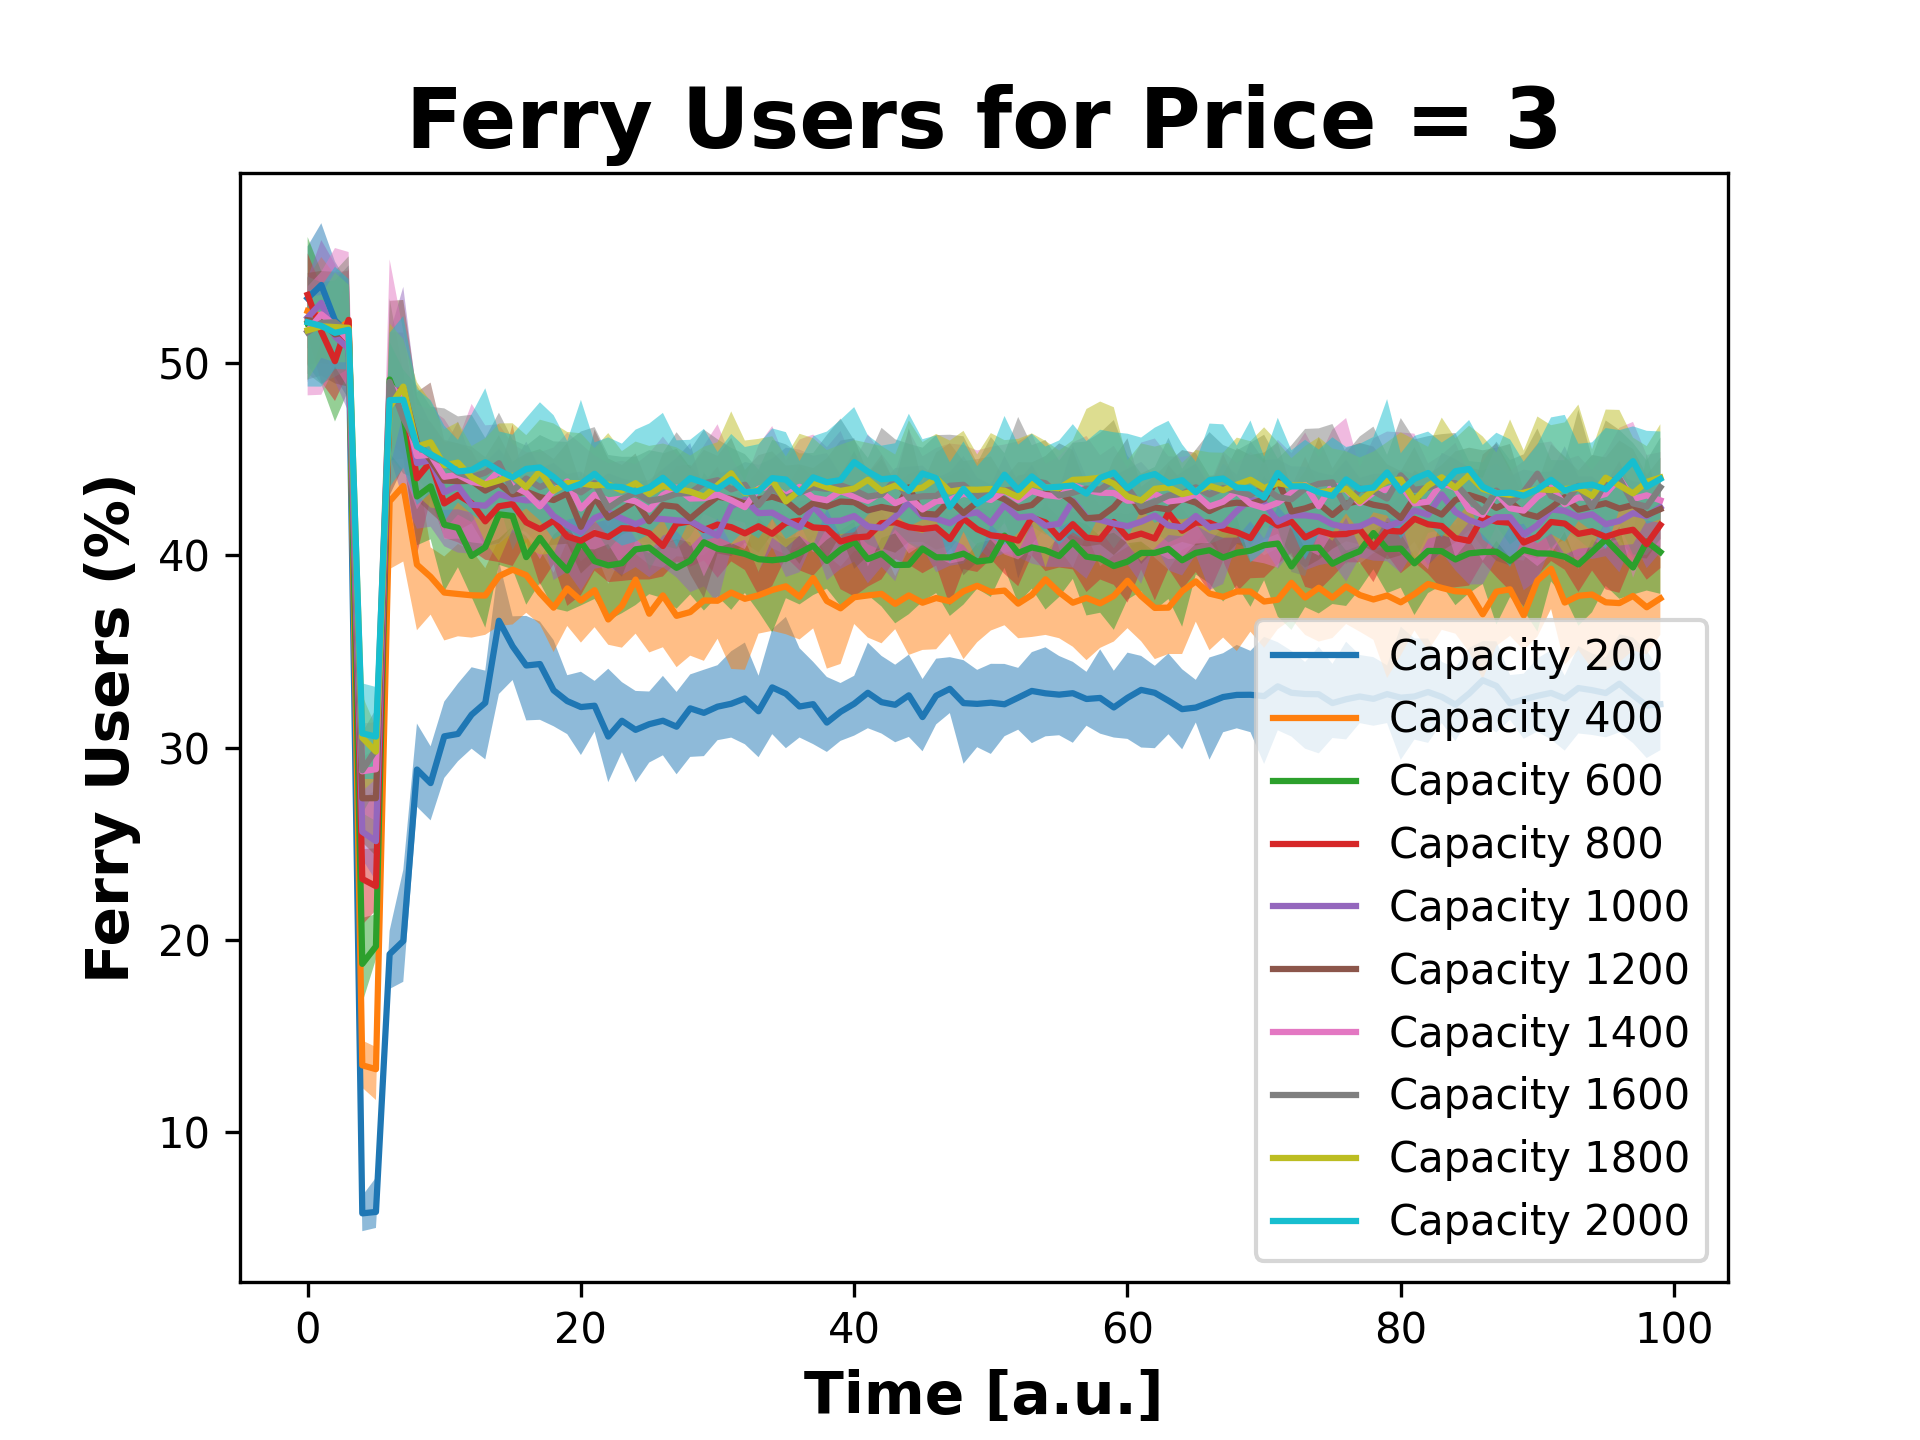 Ferry Users for Price = 3
Ferry Users (%)
50
40
30
20
10
0
20
40
60
80
100
Time [a.u.]
Capacity 200
Capacity 400
Capacity 600
Capacity 800
Capacity 1000
Capacity 1200
Capacity 1400
Capacity 1600
Capacity 1800
Capacity 2000